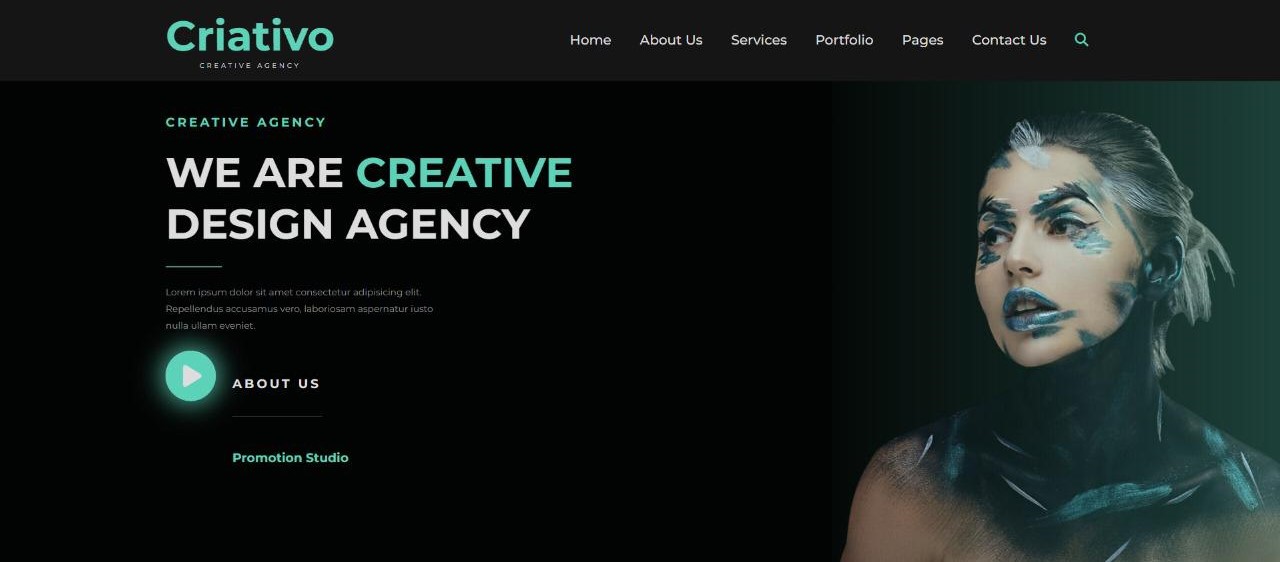 Criativo
CREATIVE AGENCY
Home About Us Services Portfolio Pages Contact Us
CREATIVE AGENCY
WE ARE CREATIVE
DESIGN AGENCY
Lorem ipsum dolor sit amet consectetur adipisicing elit.
Repellendus accusamus vero, laboriosam aspernatur iusto
nulla ullam eveniet.
ABOUT US
Promotion Studio